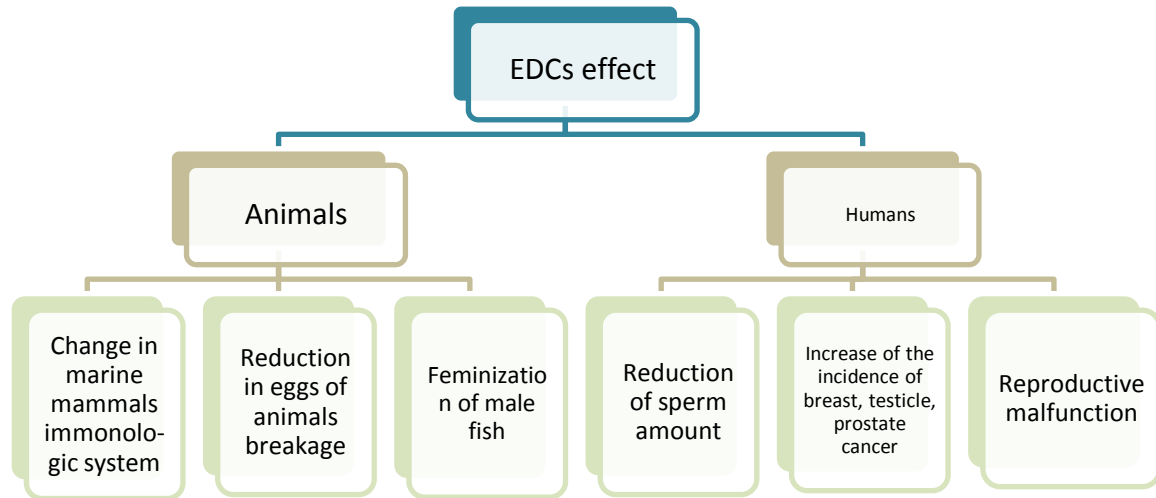 EDCs effect
Animals
Humans
Change in
marine
mammals
immonolo-
gic system
Reduction
in eggs of
animals
breakage
Feminizatio
n of male
fish
Reduction
of sperm
amount
Increase of the
incidence of
breast, testicle,
prostate
cancer
Reproductive
malfunction